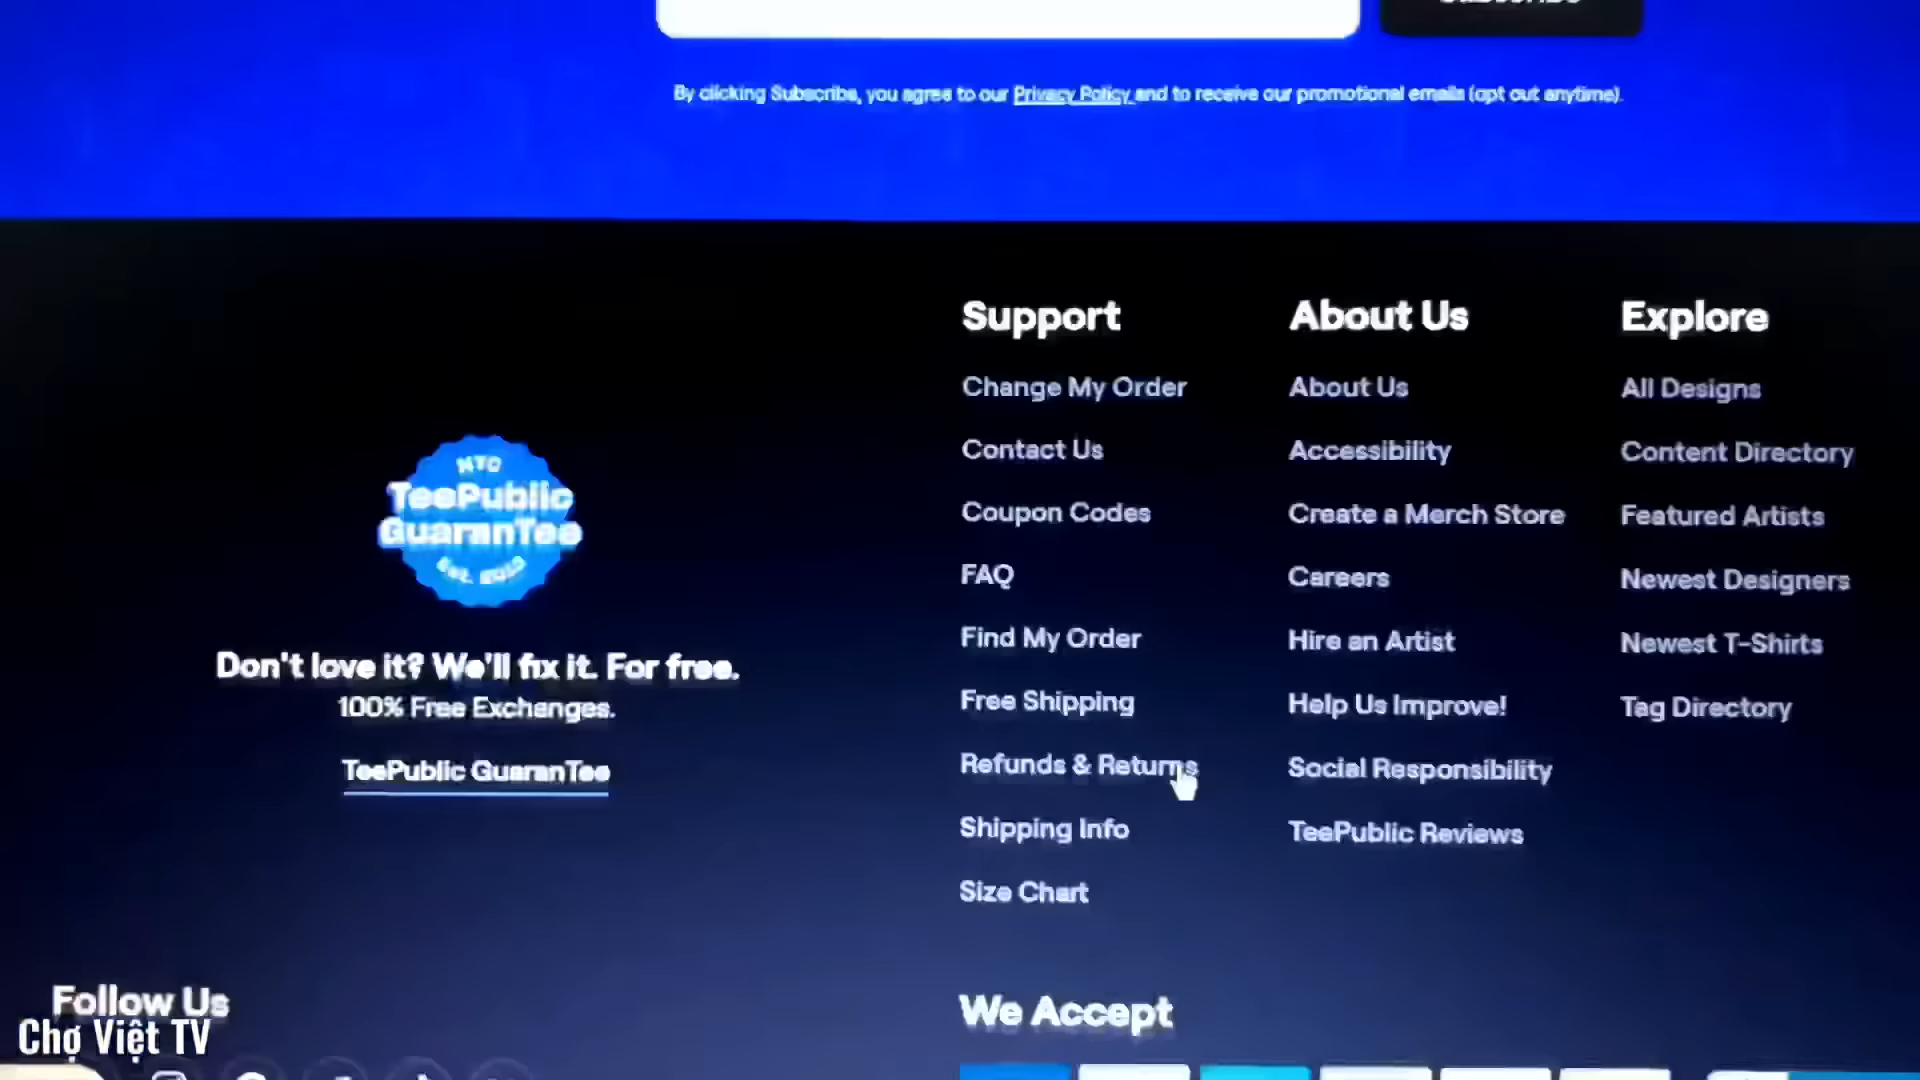 Subscribe
By clicking Subscribe, you agree to our Privacy Policy and to receive our promotional emails (opt out anytime).
NYC
TeePublic
GuaranTee
Est. 2010
Don't love it? We'll fix it. For free.
100% Free Exchanges.
TeePublic GuaranTee
Support
Change My Order
Contact Us
Coupon Codes
FAQ
Find My Order
Free Shipping
Refunds & Returns
Shipping Info
Size Chart
About Us
About Us
Accessibility
Create a Merch Store
Careers
Hire an Artist
Help Us Improve!
Social Responsibility
TeePublic Reviews
Explore
All Designs
Content Directory
Featured Artists
Newest Designers
Newest T-Shirts
Tag Directory
Follow Us
Chợ Việt TV
We Accept